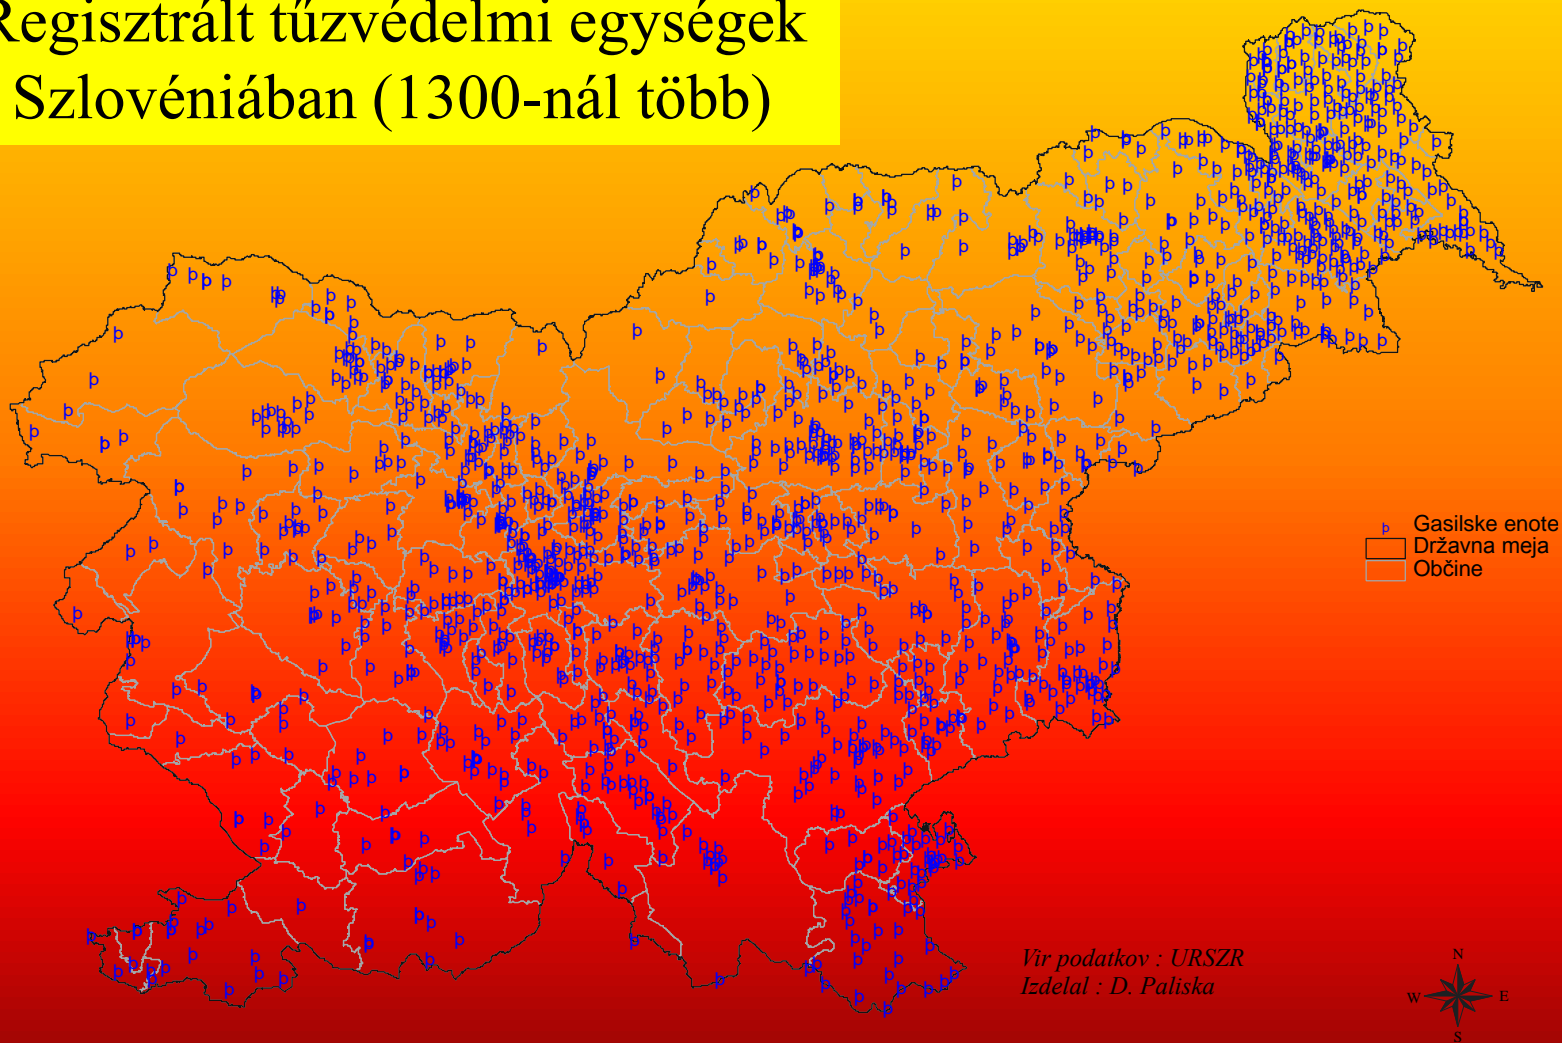 Regisztrált tűzvédelmi egységek
Szlovéniában (1300-nál több)
þ Gasilske enote
Državna meja
Občine
Vir podatkov : URSZR
Izdelal : D. Paliska
N
W E
S